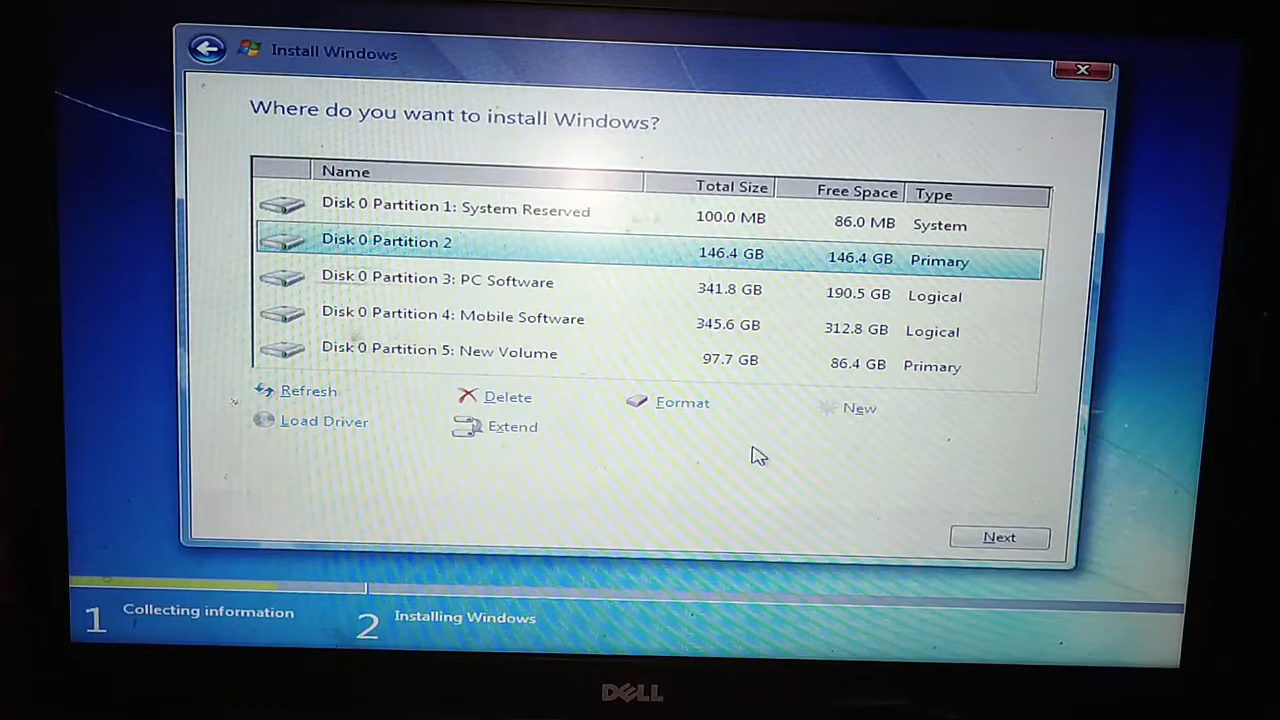 Install Windows
Where do you want to install Windows?
Name Total Size Free Space Type
Disk 0 Partition 1: System Reserved 100.0 MB 86.0 MB System
Disk 0 Partition 2 146.4 GB 146.4 GB Primary
Disk 0 Partition 3: PC Software 341.8 GB 190.5 GB Logical
Disk 0 Partition 4: Mobile Software 345.6 GB 312.8 GB Logical
Disk 0 Partition 5: New Volume 97.7 GB 86.4 GB Primary
Refresh Delete Format New
Load Driver Extend
Next
1 Collecting information 2 Installing Windows
DELL